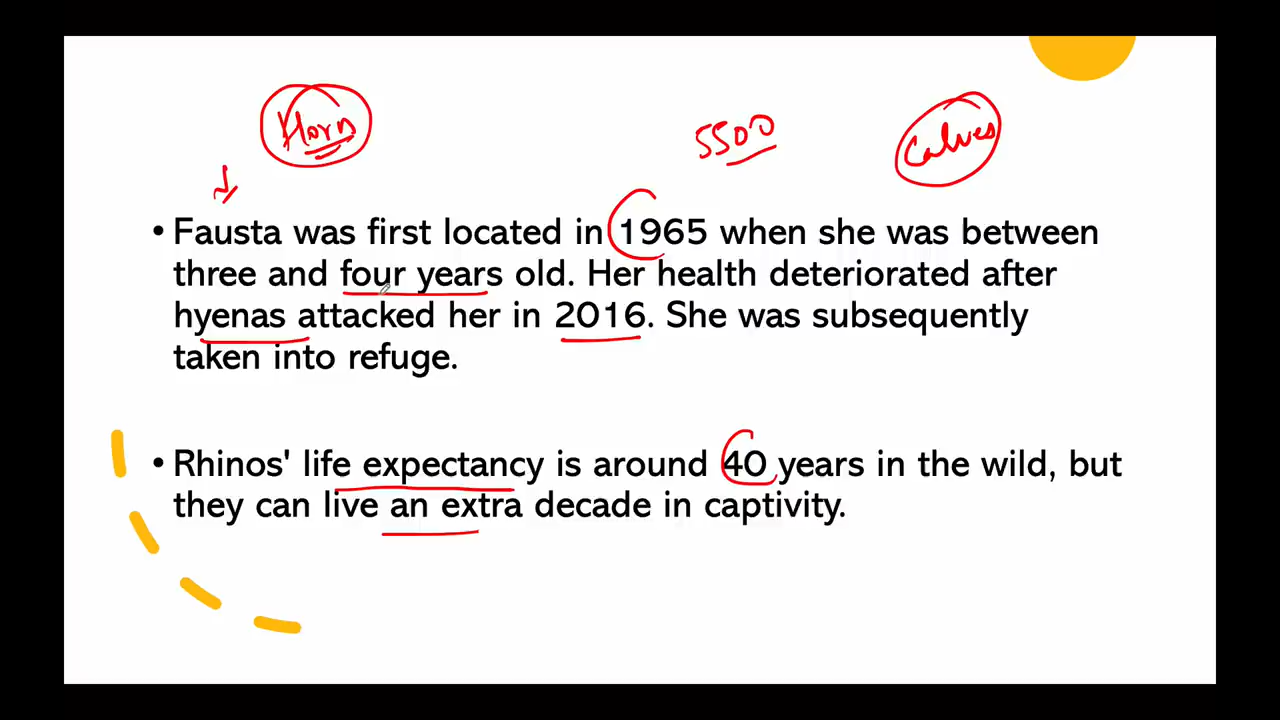 Horn
5500
Calves
• Fausta was first located in 1965 when she was between
three and four years old. Her health deteriorated after
hyenas attacked her in 2016. She was subsequently
taken into refuge.
• Rhinos' life expectancy is around 40 years in the wild, but
they can live an extra decade in captivity.